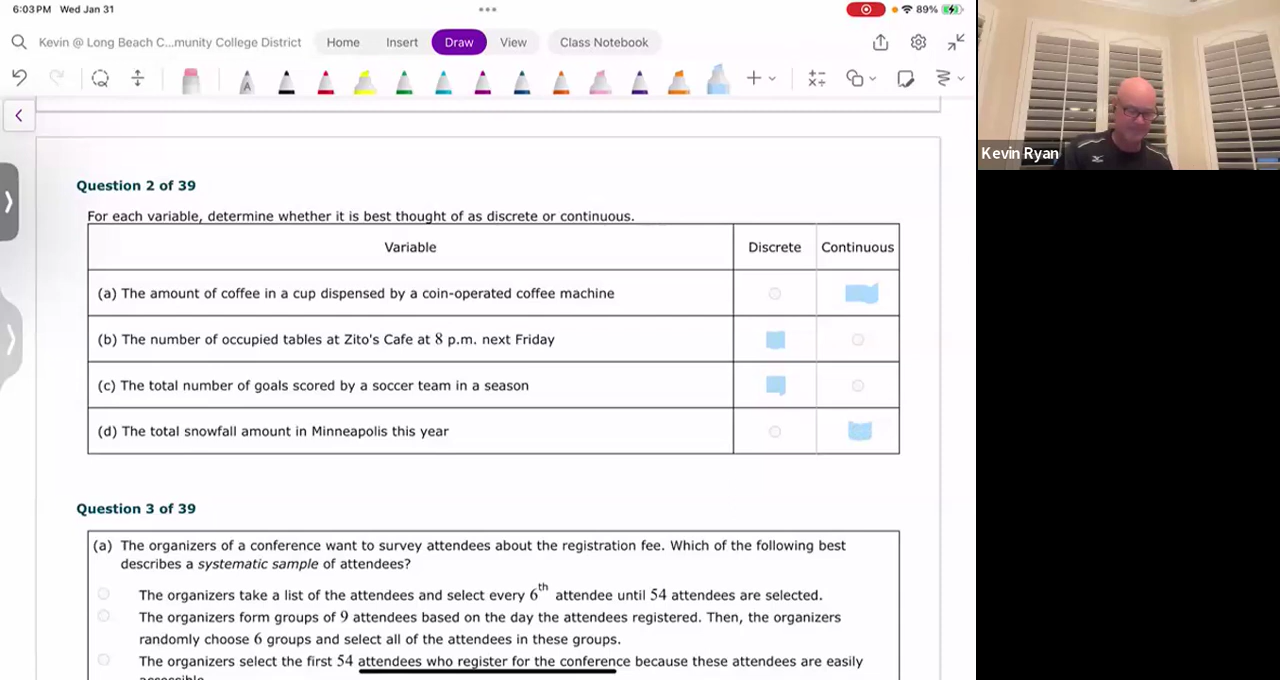 6:03 PM Wed Jan 31
89%
Kevin @ Long Beach C...munity College District
Home Insert Draw View Class Notebook
A
Kevin Ryan
Question 2 of 39
For each variable, determine whether it is best thought of as discrete or continuous.
Variable Discrete Continuous
(a) The amount of coffee in a cup dispensed by a coin-operated coffee machine
(b) The number of occupied tables at Zito's Cafe at 8 p.m. next Friday
(c) The total number of goals scored by a soccer team in a season
(d) The total snowfall amount in Minneapolis this year
Question 3 of 39
(a) The organizers of a conference want to survey attendees about the registration fee. Which of the following best
describes a systematic sample of attendees?
The organizers take a list of the attendees and select every 6th attendee until 54 attendees are selected.
The organizers form groups of 9 attendees based on the day the attendees registered. Then, the organizers
randomly choose 6 groups and select all of the attendees in these groups.
The organizers select the first 54 attendees who register for the conference because these attendees are easily